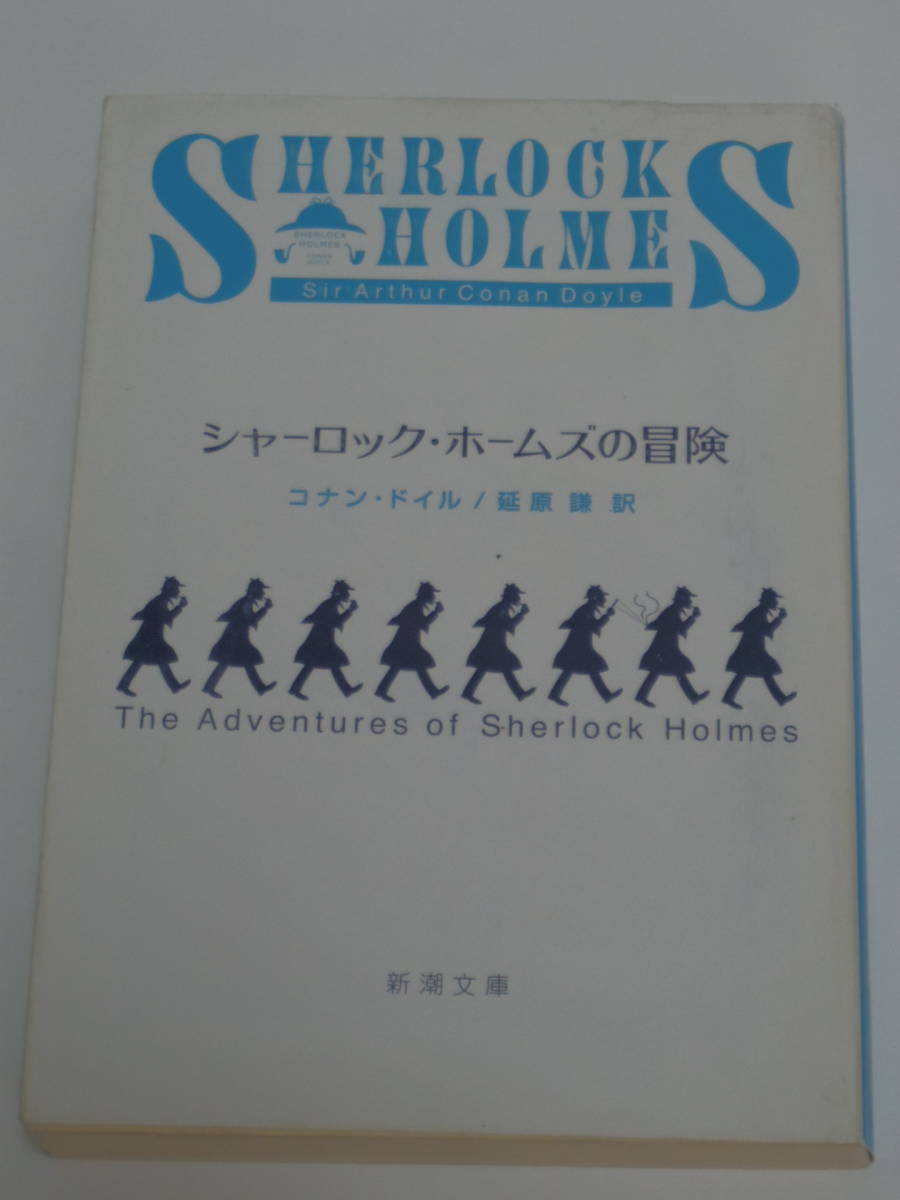 SHERLOCK
HOLMES
SHERLOCK
HOLMES
CONAN
DOYLE
Sir Arthur Conan Doyle
シャーロック・ホームズの冒険
コナン・ドイル/延原 謙 訳
The Adventures of Sherlock Holmes
新潮文庫